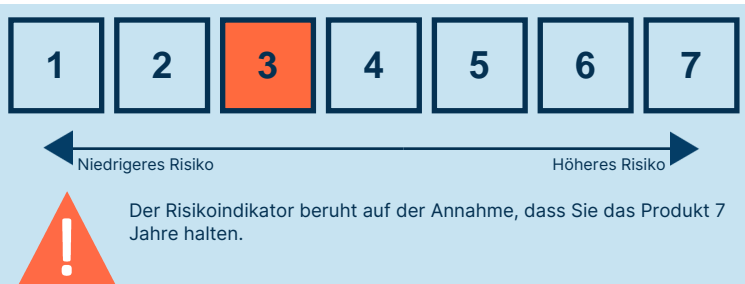 1 2 3 4 5 6 7
Niedrigeres Risiko Höheres Risiko
Der Risikoindikator beruht auf der Annahme, dass Sie das Produkt 7
Jahre halten.
!